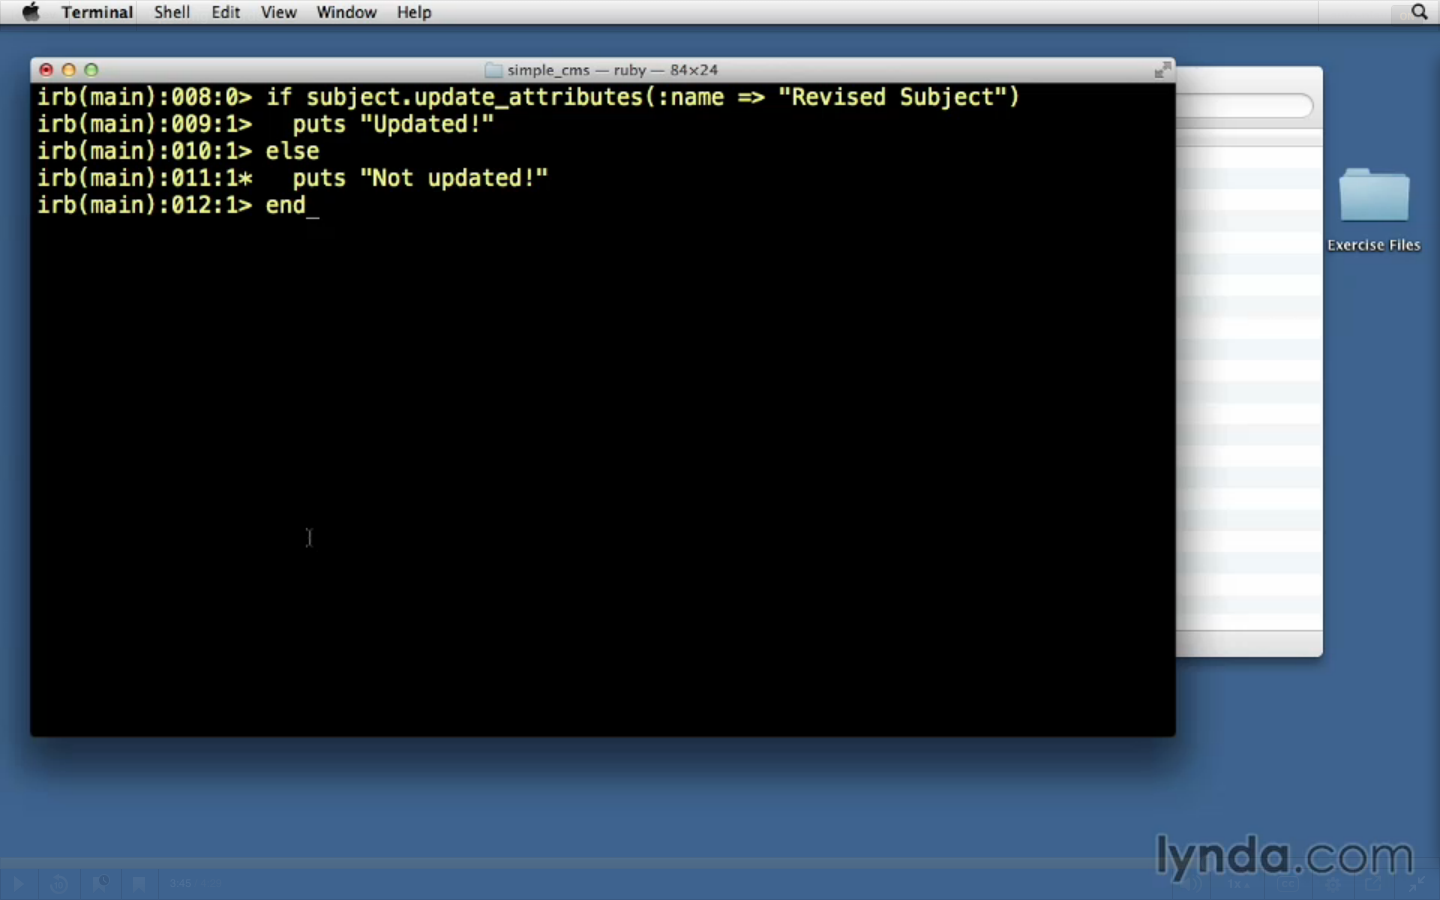 Terminal Shell Edit View Window Help
simple_cms — ruby — 84×24
irb(main):008:0> if subject.update_attributes(:name => "Revised Subject")
irb(main):009:1>   puts "Updated!"
irb(main):010:1> else
irb(main):011:1*   puts "Not updated!"
irb(main):012:1> end_
Exercise Files
lynda.com
3:45